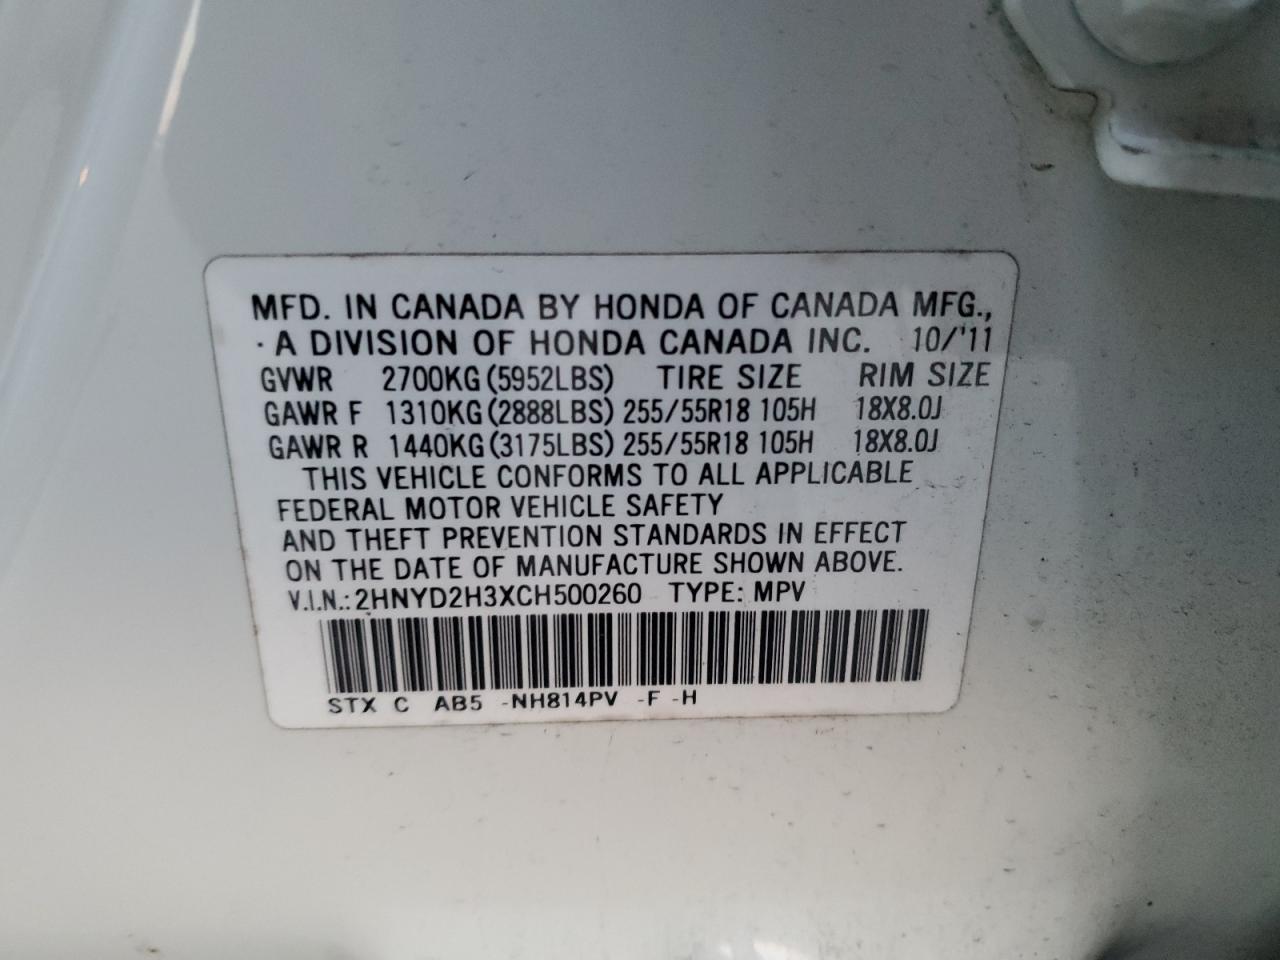 MFD. IN CANADA BY HONDA OF CANADA MFG.,
· A DIVISION OF HONDA CANADA INC. 10/'11
GVWR 2700KG (5952LBS) TIRE SIZE RIM SIZE
GAWR F 1310KG (2888LBS) 255/55R18 105H 18X8.0J
GAWR R 1440KG (3175LBS) 255/55R18 105H 18X8.0J
THIS VEHICLE CONFORMS TO ALL APPLICABLE
FEDERAL MOTOR VEHICLE SAFETY
AND THEFT PREVENTION STANDARDS IN EFFECT
ON THE DATE OF MANUFACTURE SHOWN ABOVE.
V.I.N.: 2HNYD2H3XCH500260 TYPE: MPV
STX C AB5 -NH814PV -F -H